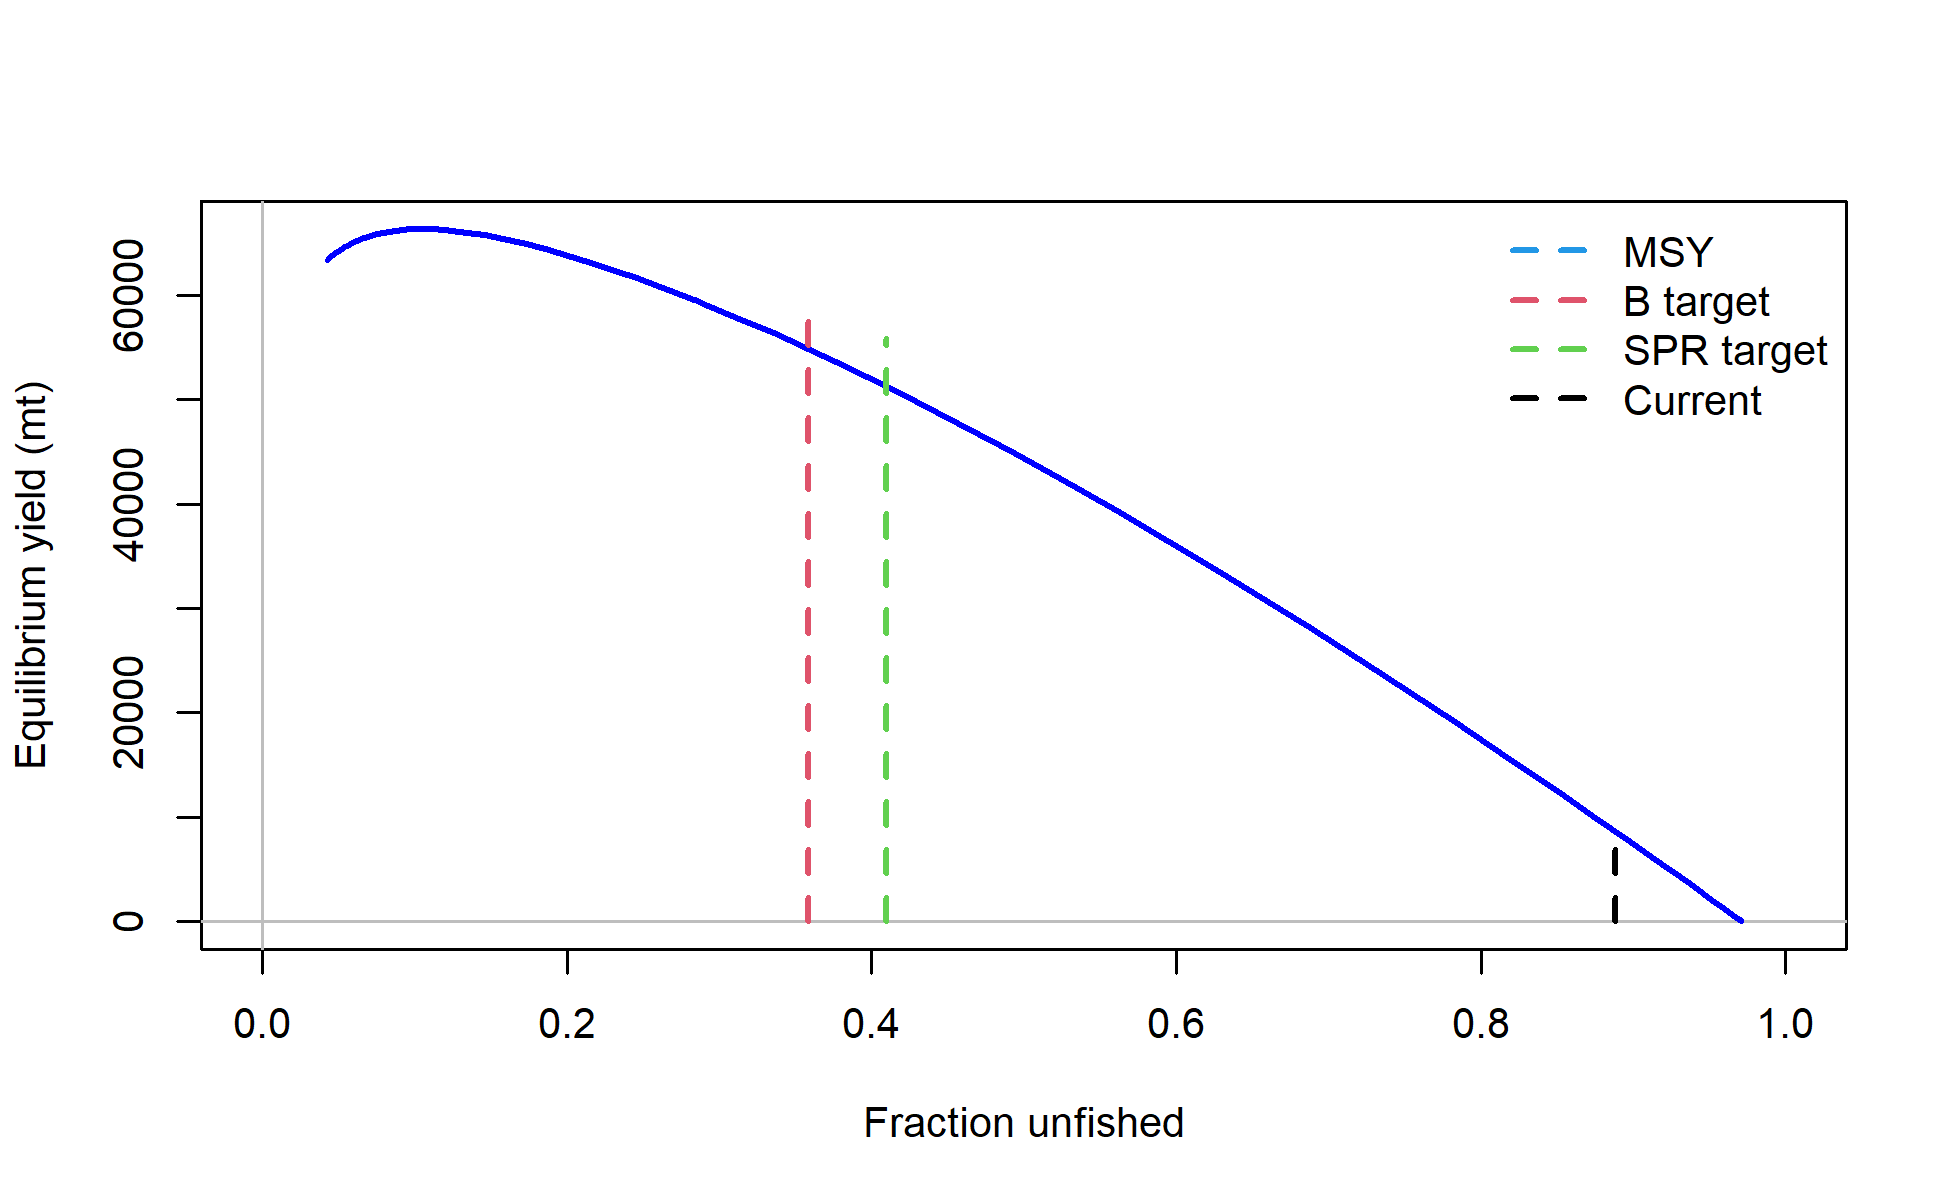 MSY
B target
SPR target
Current
Equilibrium yield (mt)
60000
40000
20000
0
0.0 0.2 0.4 0.6 0.8 1.0
Fraction unfished